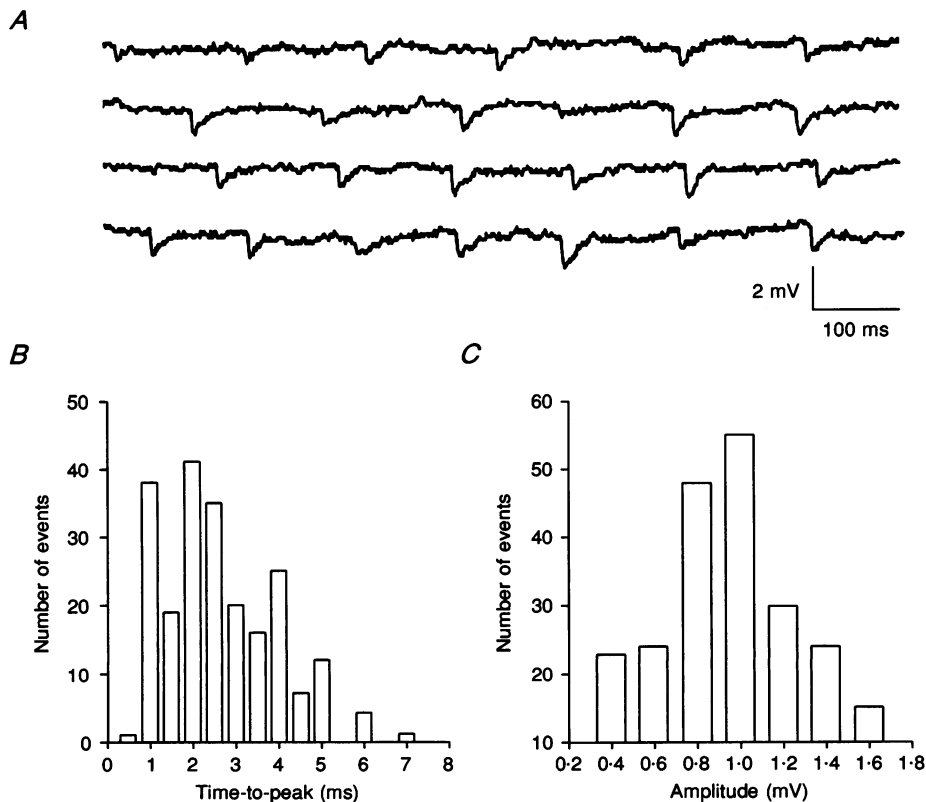 A
2 mV
100 ms
B
C
50
40
30
20
10
0
Number of events
0 1 2 3 4 5 6 7 8
Time-to-peak (ms)
60
50
40
30
20
10
Number of events
0·2 0·4 0·6 0·8 1·0 1·2 1·4 1·6 1·8
Amplitude (mV)